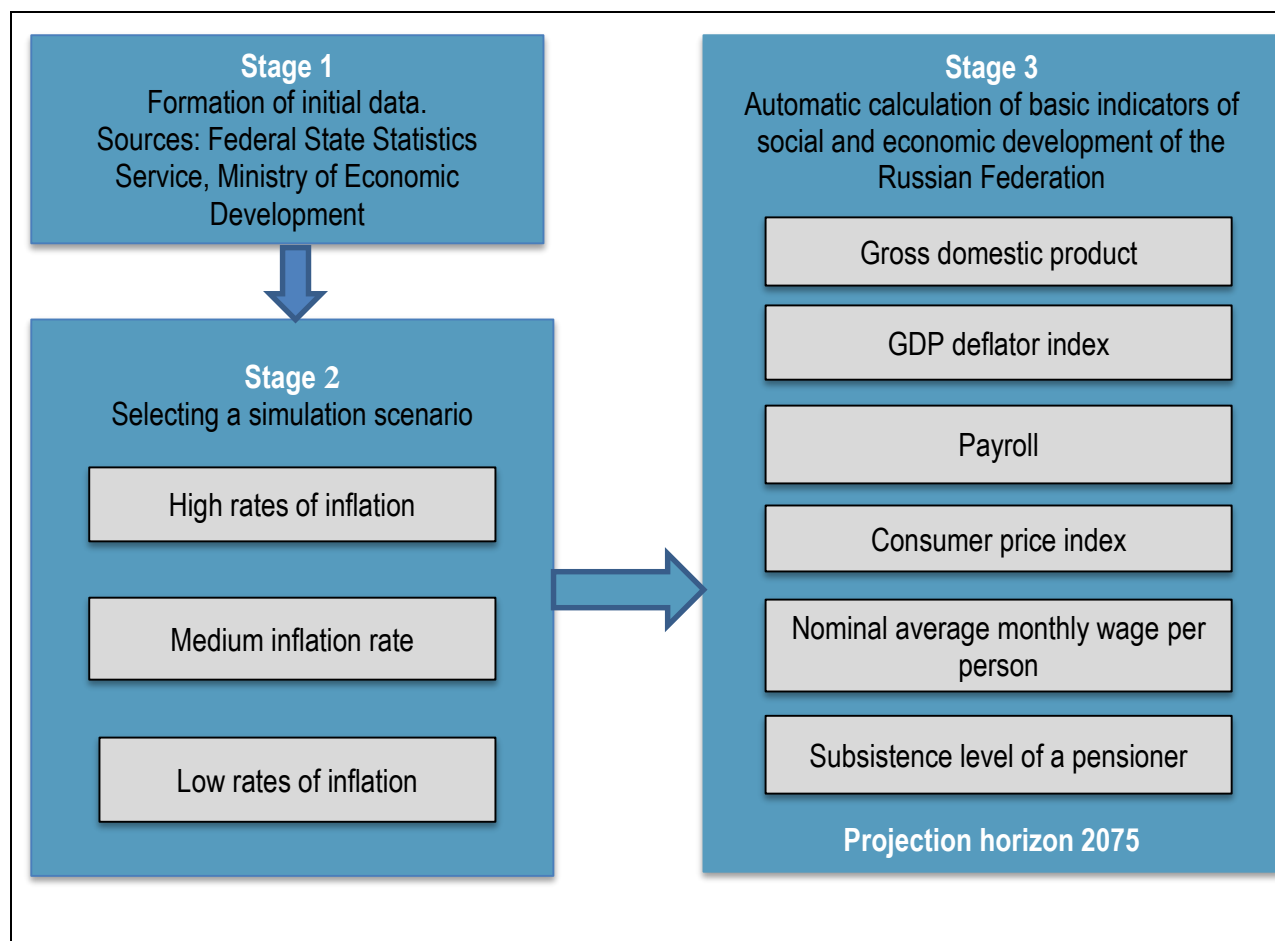 Stage 1
Formation of initial data.
Sources: Federal State Statistics
Service, Ministry of Economic
Development
Stage 2
Selecting a simulation scenario
High rates of inflation
Medium inflation rate
Low rates of inflation
Stage 3
Automatic calculation of basic indicators of
social and economic development of the
Russian Federation
Gross domestic product
GDP deflator index
Payroll
Consumer price index
Nominal average monthly wage per
person
Subsistence level of a pensioner
Projection horizon 2075